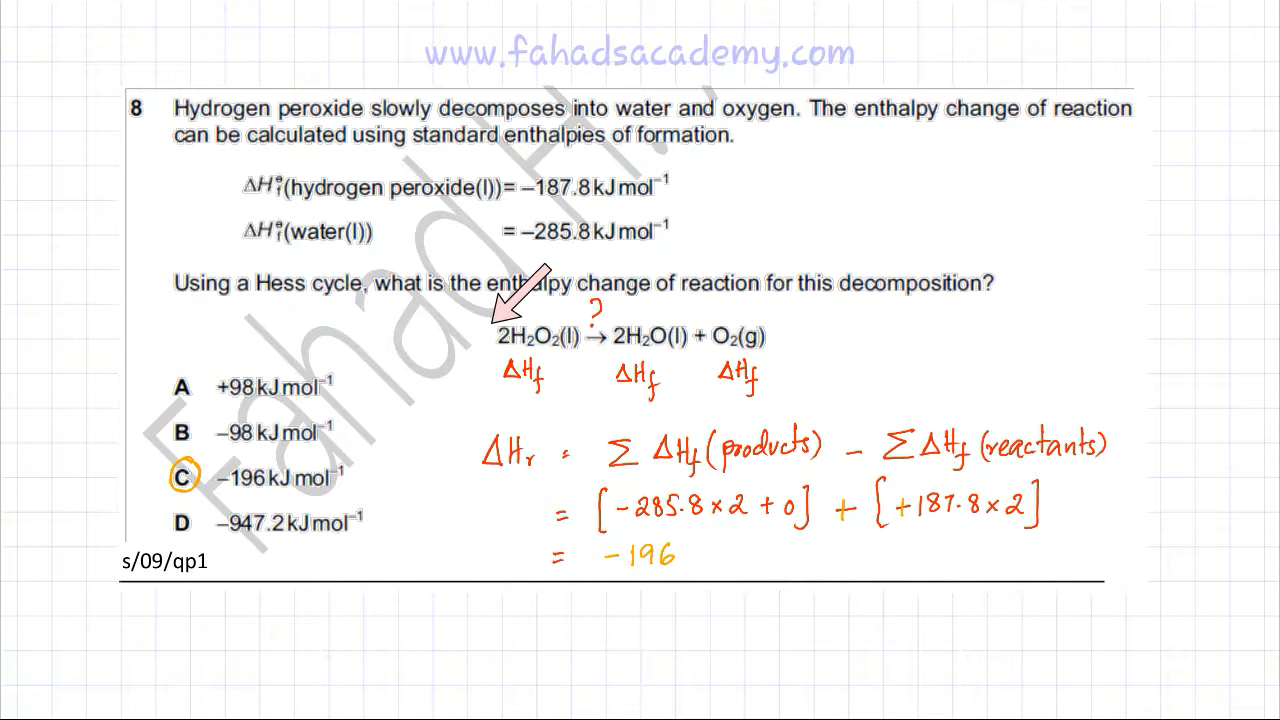 www.fahadsacademy.com
8 Hydrogen peroxide slowly decomposes into water and oxygen. The enthalpy change of reaction
can be calculated using standard enthalpies of formation.
ΔH⦵f(hydrogen peroxide(l)) = –187.8 kJ mol⁻¹
ΔH⦵f(water(l)) = –285.8 kJ mol⁻¹
Using a Hess cycle, what is the enthalpy change of reaction for this decomposition?
?
2H₂O₂(l) → 2H₂O(l) + O₂(g)
ΔHf ΔHf ΔHf
A +98 kJ mol⁻¹
B –98 kJ mol⁻¹
C –196 kJ mol⁻¹
D –947.2 kJ mol⁻¹
ΔHr = Σ ΔHf (products) – Σ ΔHf (reactants)
= [-285.8 × 2 + 0] + [+187.8 × 2]
= -196
s/09/qp1
Fahad H.